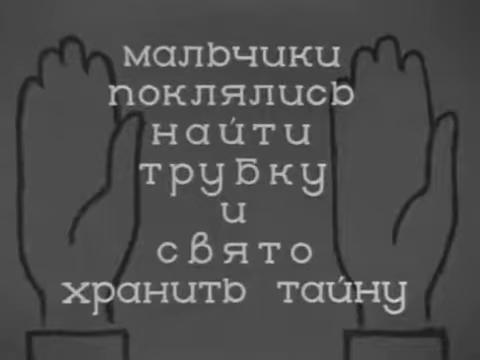 мальчики
поклялись
найти
трубку
и
свято
хранить тайну